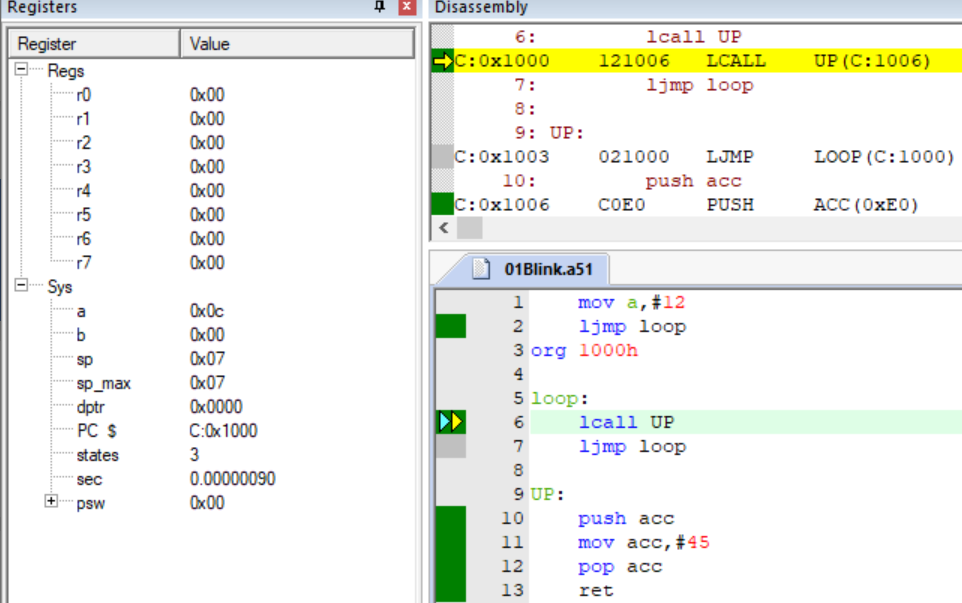 Registers
Register Value
Regs
r0 0x00
r1 0x00
r2 0x00
r3 0x00
r4 0x00
r5 0x00
r6 0x00
r7 0x00
Sys
a 0x0c
b 0x00
sp 0x07
sp_max 0x07
dptr 0x0000
PC $ C:0x1000
states 3
sec 0.00000090
psw 0x00
Disassembly
6: lcall UP
C:0x1000 121006 LCALL UP(C:1006)
7: ljmp loop
8:
9: UP:
C:0x1003 021000 LJMP LOOP(C:1000)
10: push acc
C:0x1006 C0E0 PUSH ACC(0xE0)
01Blink.a51
1 mov a,#12
2 ljmp loop
3 org 1000h
4
5 loop:
6 lcall UP
7 ljmp loop
8
9 UP:
10 push acc
11 mov acc,#45
12 pop acc
13 ret